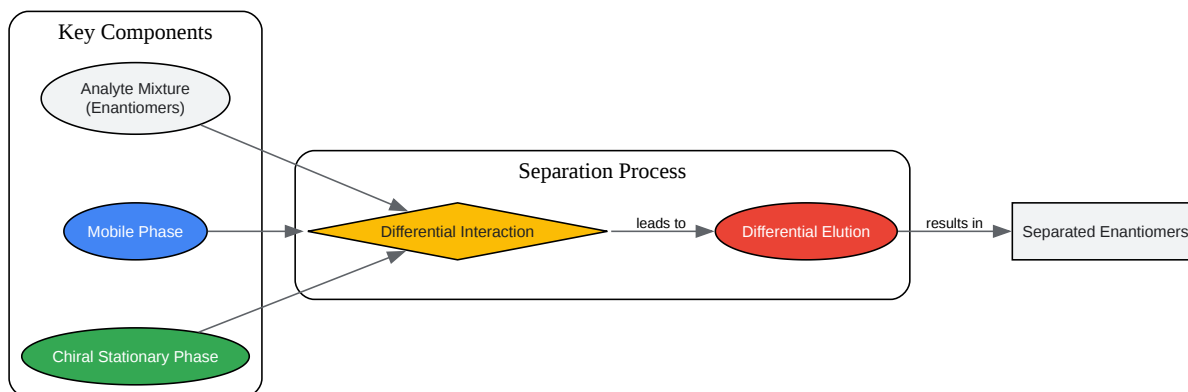 Key Components
Analyte Mixture
(Enantiomers)
Mobile Phase
Chiral Stationary Phase
Separation Process
Differential Interaction
leads to
Differential Elution
results in
Separated Enantiomers